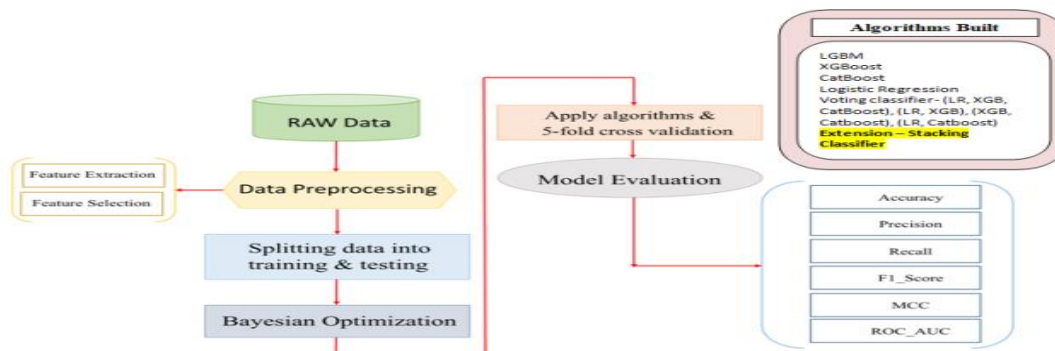 RAW Data
Feature Extraction
Feature Selection
Data Preprocessing
Splitting data into
training & testing
Bayesian Optimization
Apply algorithms &
5-fold cross validation
Model Evaluation
Algorithms Built
LGBM
XGBoost
CatBoost
Logistic Regression
Voting classifier- (LR, XGB,
CatBoost), (LR, XGB), (XGB,
Catboost), (LR, Catboost)
Extension – Stacking
Classifier
Accuracy
Precision
Recall
F1_Score
MCC
ROC_AUC